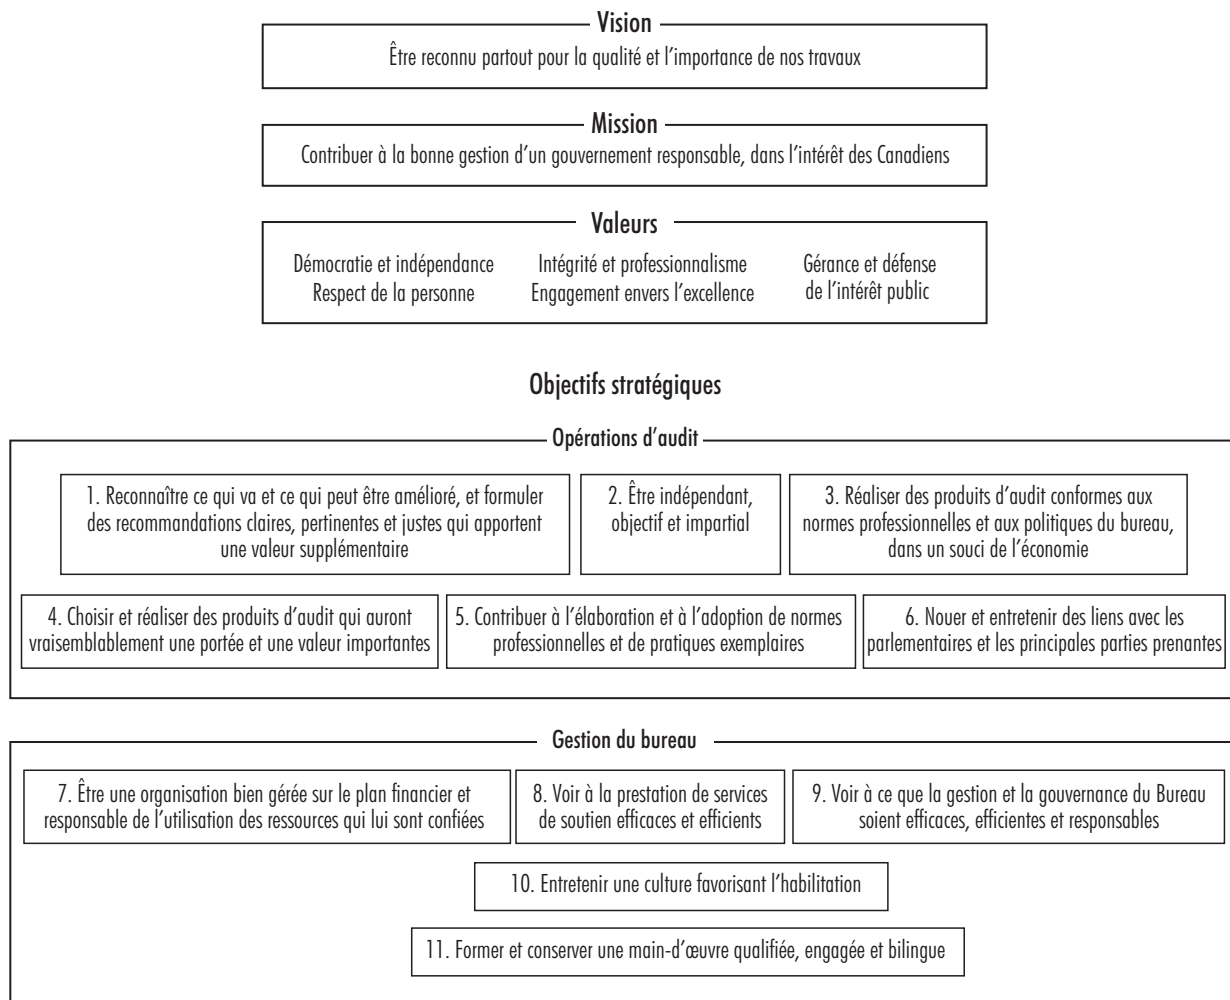 Vision
Être reconnu partout pour la qualité et l’importance de nos travaux
Mission
Contribuer à la bonne gestion d’un gouvernement responsable, dans l’intérêt des Canadiens
Valeurs
Démocratie et indépendance
Respect de la personne
Intégrité et professionnalisme
Engagement envers l’excellence
Gérance et défense
de l’intérêt public
Objectifs stratégiques
Opérations d’audit
1. Reconnaître ce qui va et ce qui peut être amélioré, et formuler
des recommandations claires, pertinentes et justes qui apportent
une valeur supplémentaire
2. Être indépendant,
objectif et impartial
3. Réaliser des produits d’audit conformes aux
normes professionnelles et aux politiques du bureau,
dans un souci de l’économie
4. Choisir et réaliser des produits d’audit qui auront
vraisemblablement une portée et une valeur importantes
5. Contribuer à l’élaboration et à l’adoption de normes
professionnelles et de pratiques exemplaires
6. Nouer et entretenir des liens avec les
parlementaires et les principales parties prenantes
Gestion du bureau
7. Être une organisation bien gérée sur le plan financier et
responsable de l’utilisation des ressources qui lui sont confiées
8. Voir à la prestation de services
de soutien efficaces et efficients
9. Voir à ce que la gestion et la gouvernance du Bureau
soient efficaces, efficientes et responsables
10. Entretenir une culture favorisant l’habilitation
11. Former et conserver une main-d’œuvre qualifiée, engagée et bilingue